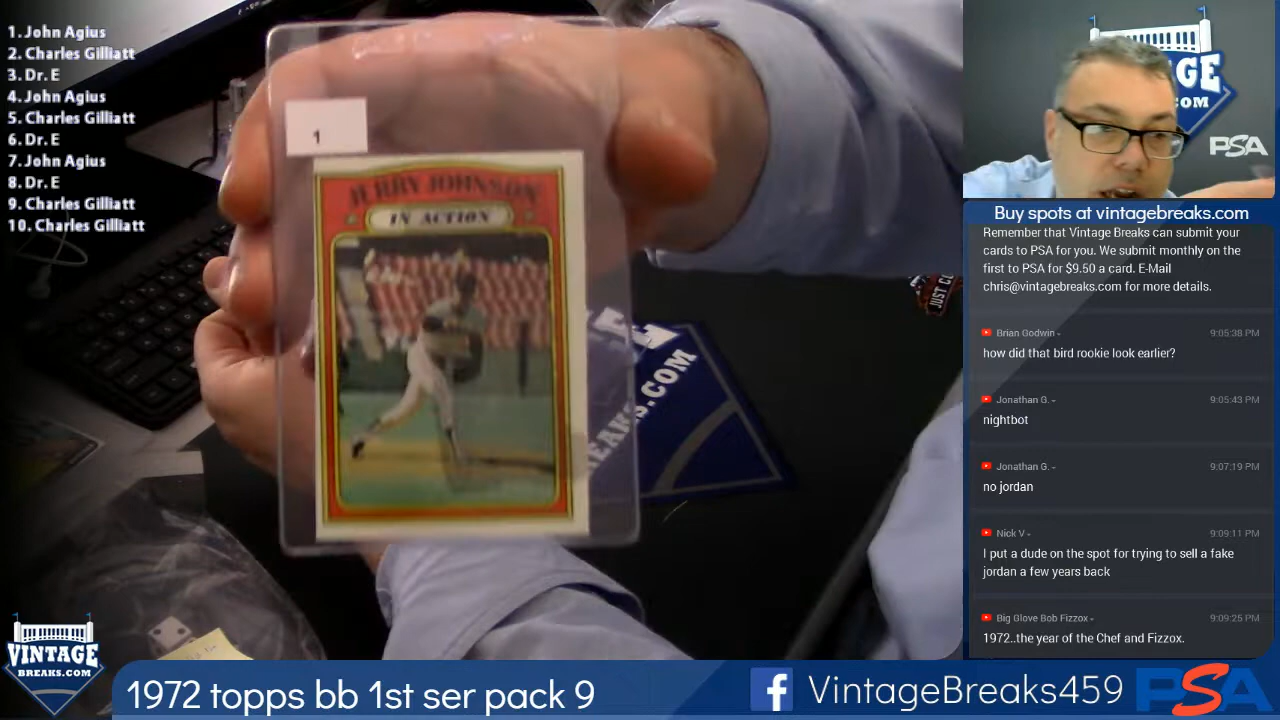 1. John Agius
2. Charles Gilliatt
3. Dr. E
4. John Agius
5. Charles Gilliatt
6. Dr. E
7. John Agius
8. Dr. E
9. Charles Gilliatt
10. Charles Gilliatt
1
JERRY JOHNSON
IN ACTION
JUST
EAKS.COM
VINTAGE
BREAKS.COM
1972 topps bb 1st ser pack 9
VintageBreaks459
PSA
AGE
.COM
PSA
Buy spots at vintagebreaks.com
Remember that Vintage Breaks can submit your
cards to PSA for you. We submit monthly on the
first to PSA for $9.50 a card. E-Mail
chris@vintagebreaks.com for more details.
Brian Godwin
9:05:38 PM
how did that bird rookie look earlier?
Jonathan G.
9:05:43 PM
nightbot
Jonathan G.
9:07:19 PM
no jordan
Nick V
9:09:11 PM
I put a dude on the spot for trying to sell a fake
jordan a few years back
Big Glove Bob Fizzox
9:09:25 PM
1972..the year of the Chef and Fizzox.